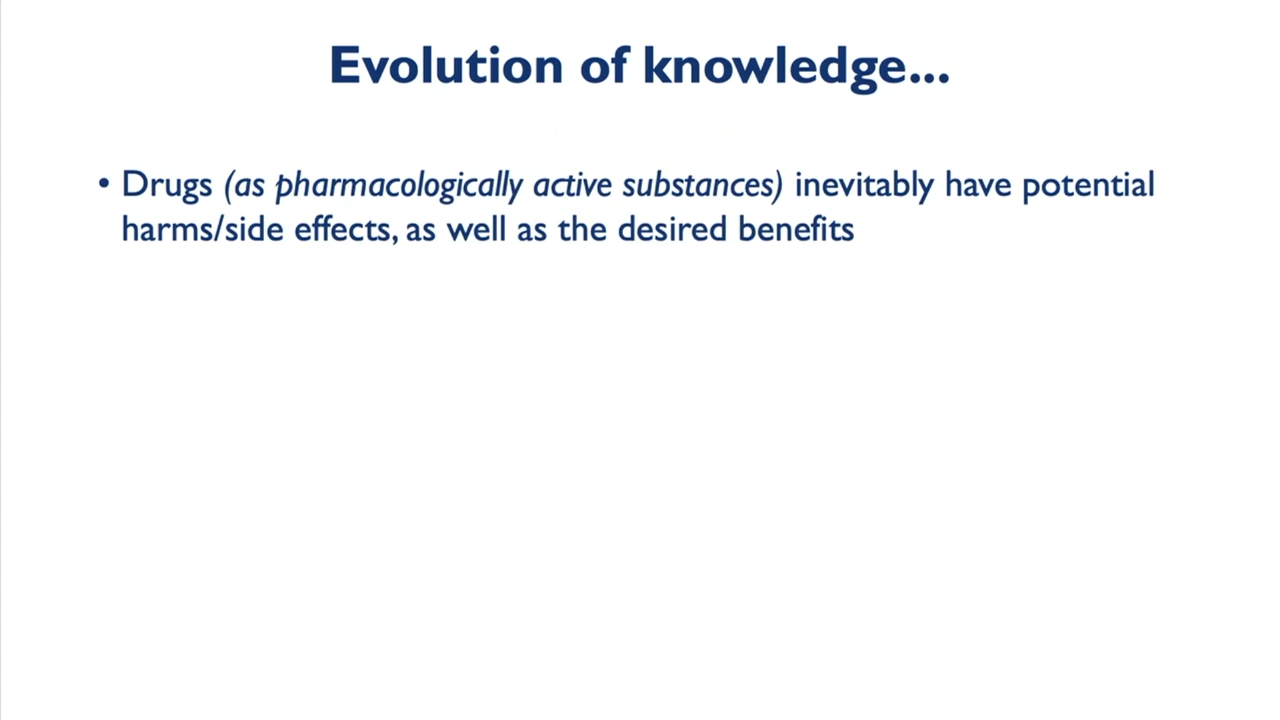 Evolution of knowledge...
• Drugs (as pharmacologically active substances) inevitably have potential
harms/side effects, as well as the desired benefits